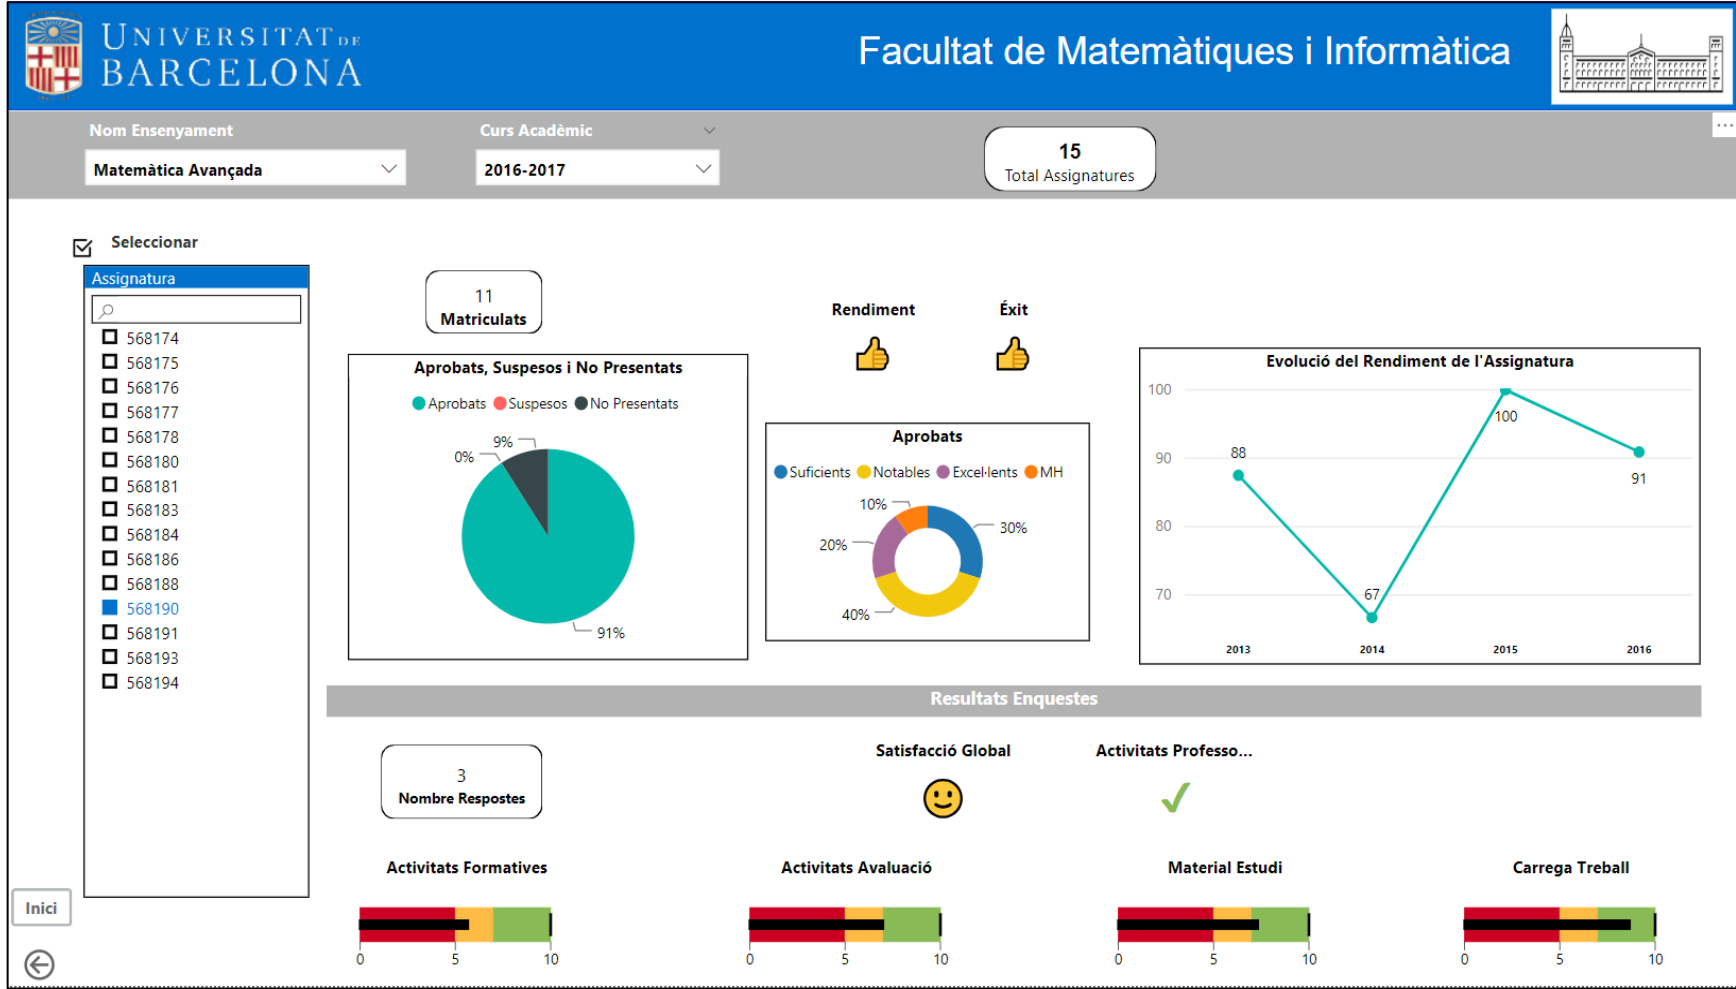 UNIVERSITAT DE
BARCELONA
Facultat de Matemàtiques i Informàtica
Nom Ensenyament
Curs Acadèmic
Matemàtica Avançada
2016-2017
15
Total Assignatures
...
Seleccionar
Assignatura
568174
568175
568176
568177
568178
568180
568181
568183
568184
568186
568188
568190
568191
568193
568194
11
Matriculats
Rendiment
Éxit
Aprobats, Suspesos i No Presentats
Aprobats Suspesos No Presentats
9%
0%
91%
Aprobats
Suficients Notables Excel·lents MH
10%
30%
20%
40%
Evolució del Rendiment de l'Assignatura
100
90
80
70
88
67
100
91
2013 2014 2015 2016
Resultats Enquestes
3
Nombre Respostes
Satisfacció Global
Activitats Professo...
Activitats Formatives
Activitats Avaluació
Material Estudi
Carrega Treball
0 5 10
0 5 10
0 5 10
0 5 10
Inici